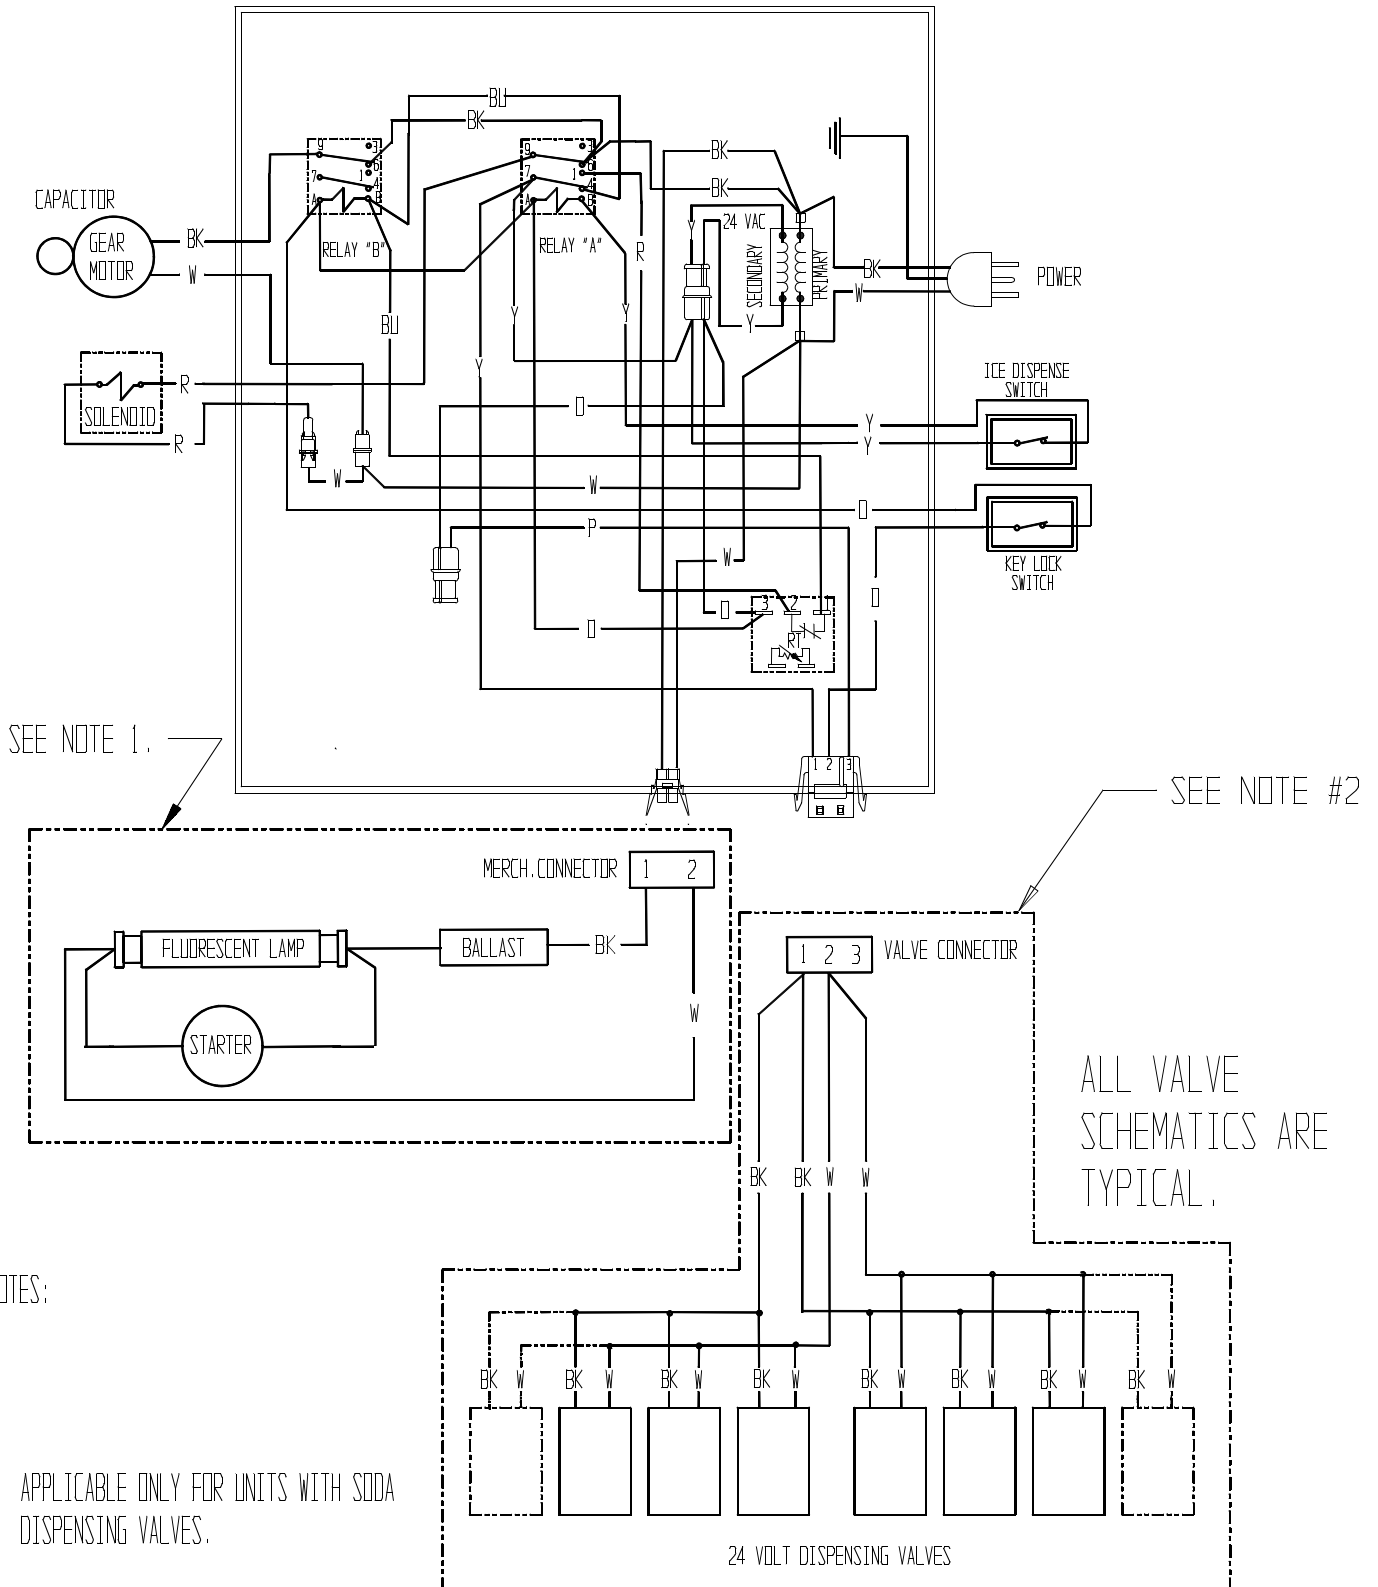 BU
BK
BK
BK
9
3
6
7
1
4
A
B
9
3
6
7
1
4
A
B
CAPACITOR
GEAR
MOTOR
BK
W
RELAY "B"
RELAY "A"
R
Y
24 VAC
SECONDARY
PRIMARY
BK
W
POWER
BU
Y
Y
Y
Y
ICE DISPENSE
SWITCH
SOLENOID
R
R
O
Y
Y
W
W
O
P
W
KEY LOCK
SWITCH
O
O
O
3 2 1
RT
SEE NOTE 1.
1 2 3
SEE NOTE #2
MERCH.CONNECTOR
1 2
FLUORESCENT LAMP
BALLAST
BK
VALVE CONNECTOR
1 2 3
W
STARTER
ALL VALVE
SCHEMATICS ARE
TYPICAL.
BK BK W W
OTES:
BK W BK W BK W BK W BK W BK W BK W BK W
APPLICABLE ONLY FOR UNITS WITH SODA
DISPENSING VALVES.
24 VOLT DISPENSING VALVES